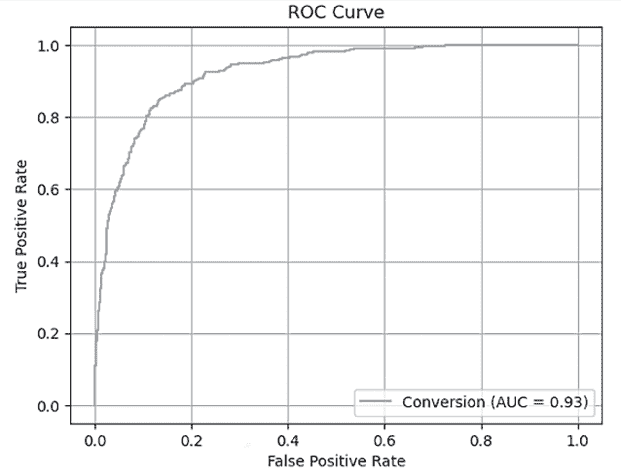 ROC Curve
True Positive Rate
1.0
0.8
0.6
0.4
0.2
0.0
Conversion (AUC = 0.93)
0.0 0.2 0.4 0.6 0.8 1.0
False Positive Rate